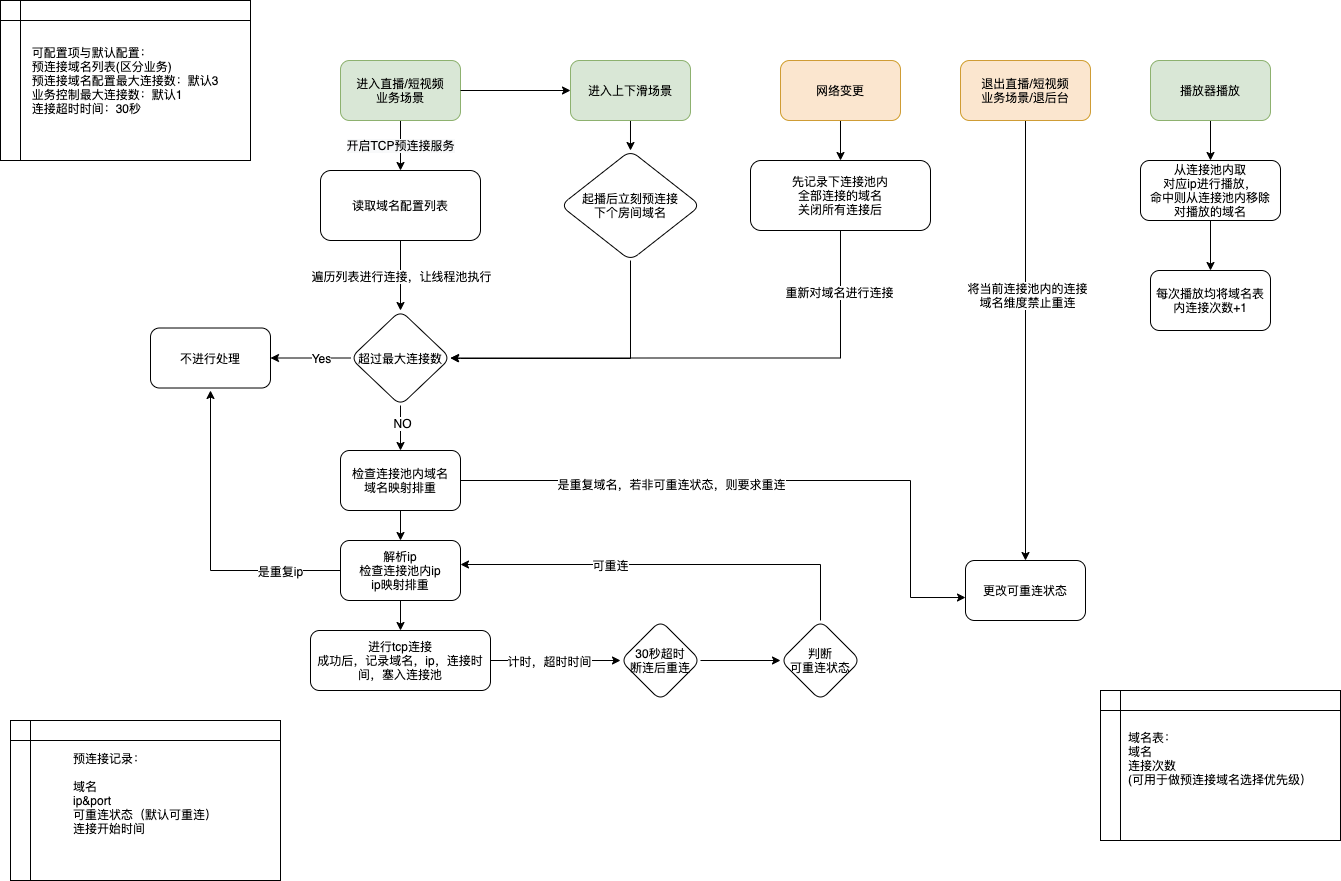 可配置项与默认配置：
预连接域名列表(区分业务)
预连接域名配置最大连接数：默认3
业务控制最大连接数：默认1
连接超时时间：30秒
进入直播/短视频
业务场景
进入上下滑场景
网络变更
退出直播/短视频
业务场景/退后台
播放器播放
开启TCP预连接服务
读取域名配置列表
起播后立刻预连接
下个房间域名
先记录下连接池内
全部连接的域名
关闭所有连接后
从连接池内取
对应ip进行播放，
命中则从连接池内移除
对播放的域名
遍历列表进行连接，让线程池执行
重新对域名进行连接
将当前连接池内的连接
域名维度禁止重连
每次播放均将域名表
内连接次数+1
不进行处理
Yes
超过最大连接数
NO
检查连接池内域名
域名映射排重
是重复域名，若非可重连状态，则要求重连
解析ip
检查连接池内ip
ip映射排重
是重复ip
可重连
更改可重连状态
进行tcp连接
成功后，记录域名，ip，连接时
间，塞入连接池
计时，超时时间
30秒超时
断连后重连
判断
可重连状态
预连接记录：
域名
ip&port
可重连状态（默认可重连）
连接开始时间
域名表：
域名
连接次数
(可用于做预连接域名选择优先级）